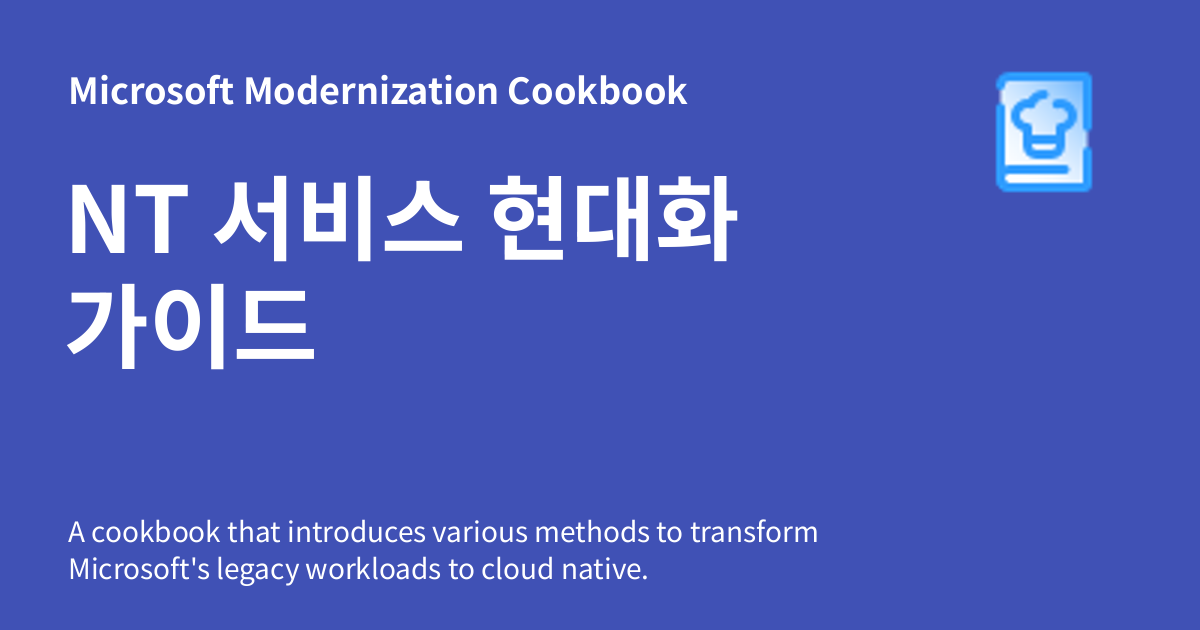 Microsoft Modernization Cookbook
NT 서비스 현대화
가이드
A cookbook that introduces various methods to transform
Microsoft's legacy workloads to cloud native.